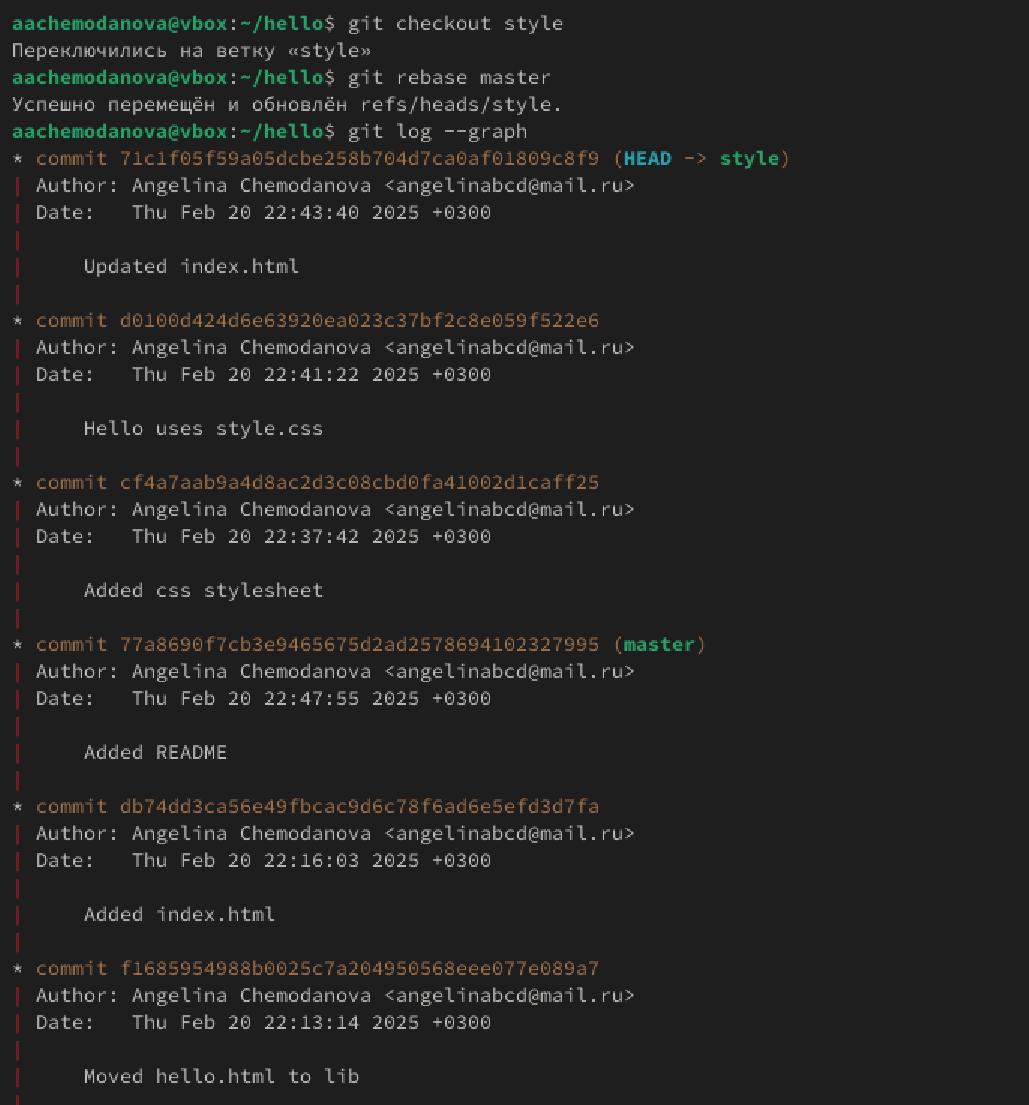 aachemodanova@vbox:~/hello$ git checkout style
Переключились на ветку «style»
aachemodanova@vbox:~/hello$ git rebase master
Успешно перемещён и обновлён refs/heads/style.
aachemodanova@vbox:~/hello$ git log --graph
* commit 71c1f05f59a05dcbe258b704d7ca0af01809c8f9 (HEAD -> style)
| Author: Angelina Chemodanova <angelinabcd@mail.ru>
| Date:   Thu Feb 20 22:43:40 2025 +0300
|
|     Updated index.html
|
* commit d0100d424d6e63920ea023c37bf2c8e059f522e6
| Author: Angelina Chemodanova <angelinabcd@mail.ru>
| Date:   Thu Feb 20 22:41:22 2025 +0300
|
|     Hello uses style.css
|
* commit cf4a7aab9a4d8ac2d3c08cbd0fa41002d1caff25
| Author: Angelina Chemodanova <angelinabcd@mail.ru>
| Date:   Thu Feb 20 22:37:42 2025 +0300
|
|     Added css stylesheet
|
* commit 77a8690f7cb3e9465675d2ad2578694102327995 (master)
| Author: Angelina Chemodanova <angelinabcd@mail.ru>
| Date:   Thu Feb 20 22:47:55 2025 +0300
|
|     Added README
|
* commit db74dd3ca56e49fbcac9d6c78f6ad6e5efd3d7fa
| Author: Angelina Chemodanova <angelinabcd@mail.ru>
| Date:   Thu Feb 20 22:16:03 2025 +0300
|
|     Added index.html
|
* commit f1685954988b0025c7a204950568eee077e089a7
| Author: Angelina Chemodanova <angelinabcd@mail.ru>
| Date:   Thu Feb 20 22:13:14 2025 +0300
|
|     Moved hello.html to lib
|